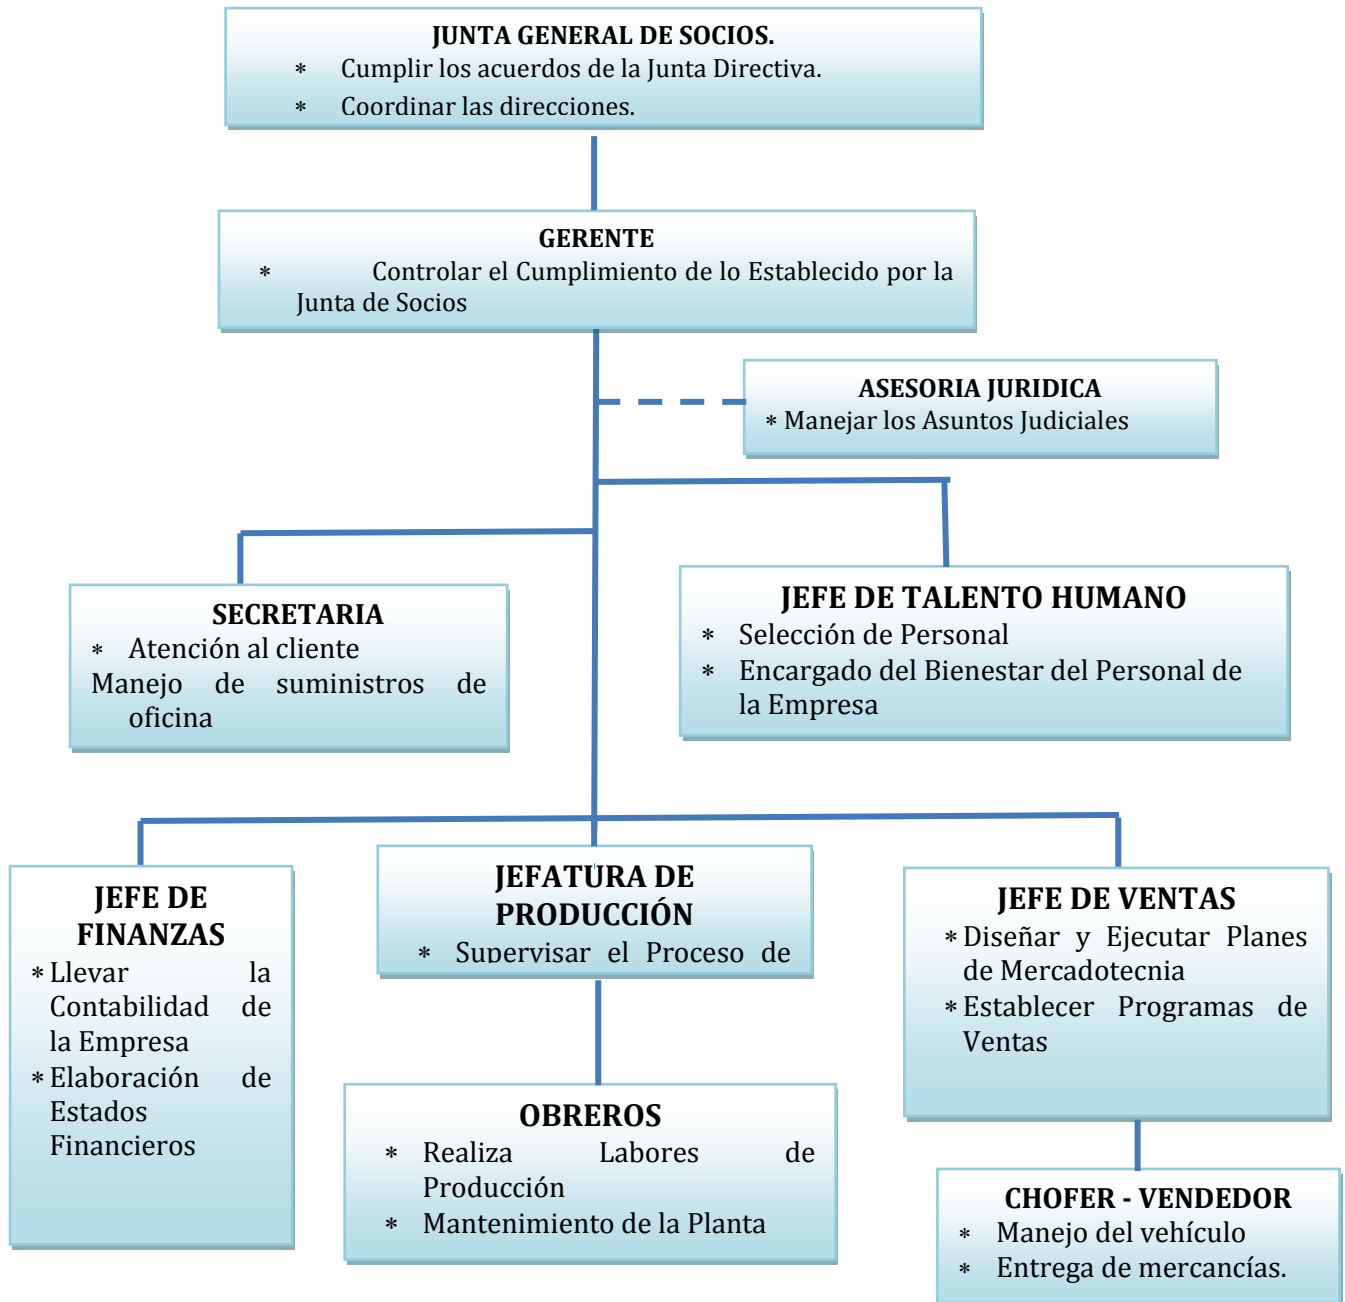 JUNTA GENERAL DE SOCIOS.
* Cumplir los acuerdos de la Junta Directiva.
* Coordinar las direcciones.
GERENTE
* Controlar el Cumplimiento de lo Establecido por la
Junta de Socios
ASESORIA JURIDICA
* Manejar los Asuntos Judiciales
SECRETARIA
* Atención al cliente
Manejo de suministros de
oficina
JEFE DE TALENTO HUMANO
* Selección de Personal
* Encargado del Bienestar del Personal de
la Empresa
JEFE DE
FINANZAS
* Llevar la
Contabilidad de
la Empresa
* Elaboración de
Estados
Financieros
JEFATURA DE
PRODUCCIÓN
* Supervisar el Proceso de
JEFE DE VENTAS
* Diseñar y Ejecutar Planes
de Mercadotecnia
* Establecer Programas de
Ventas
OBREROS
* Realiza Labores de
Producción
* Mantenimiento de la Planta
CHOFER - VENDEDOR
* Manejo del vehículo
* Entrega de mercancías.